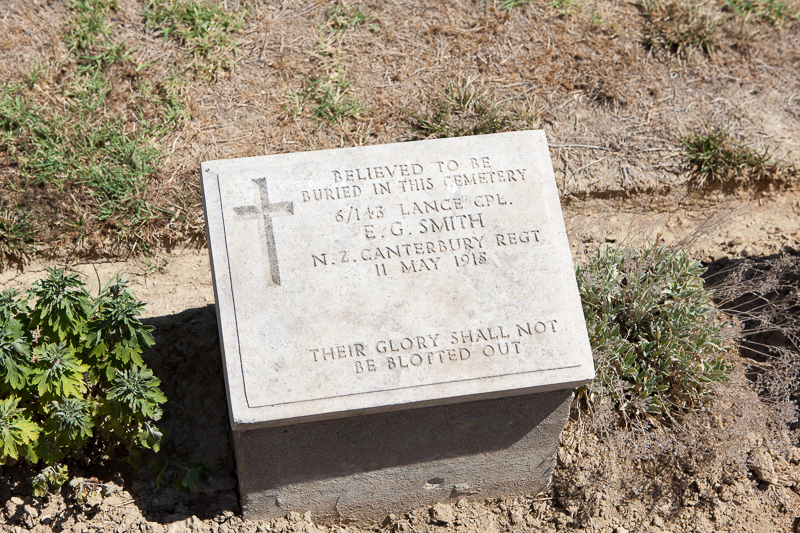 BELIEVED TO BE
BURIED IN THIS CEMETERY
6/143 LANCE CPL.
E. G. SMITH
N. Z. CANTERBURY REGT.
11 MAY 1918
THEIR GLORY SHALL NOT
BE BLOTTED OUT